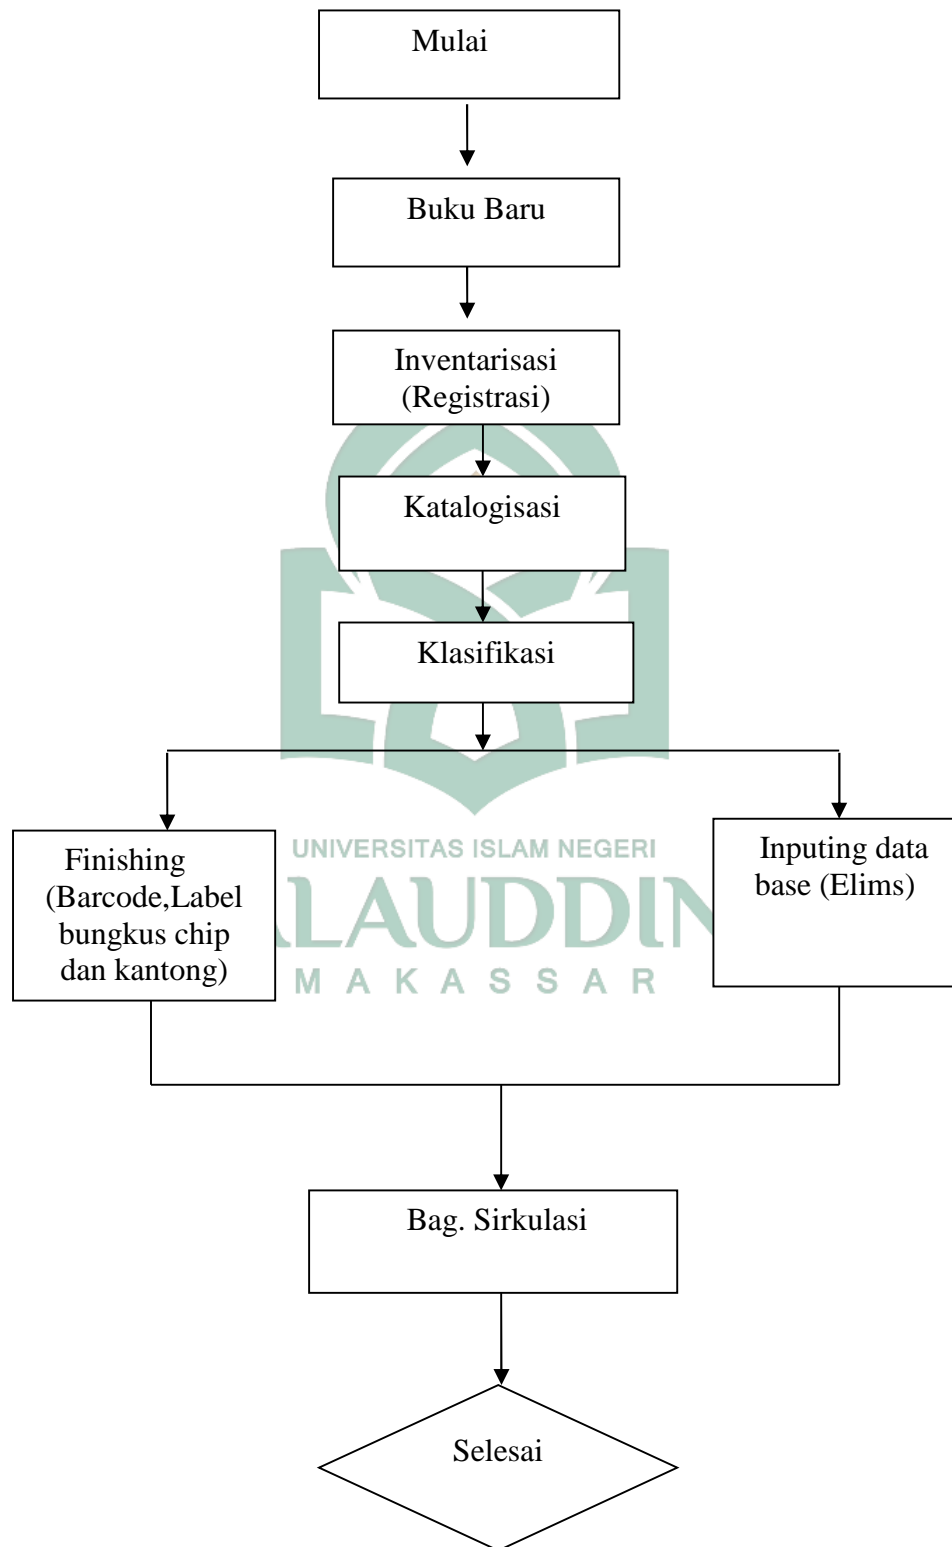 Mulai
Buku Baru
Inventarisasi
(Registrasi)
Katalogisasi
Klasifikasi
Finishing
(Barcode,Label
bungkus chip
dan kantong)
Inputing data
base (Elims)
UNIVERSITAS ISLAM NEGERI
ALAUDDIN
MAKASSAR
Bag. Sirkulasi
Selesai